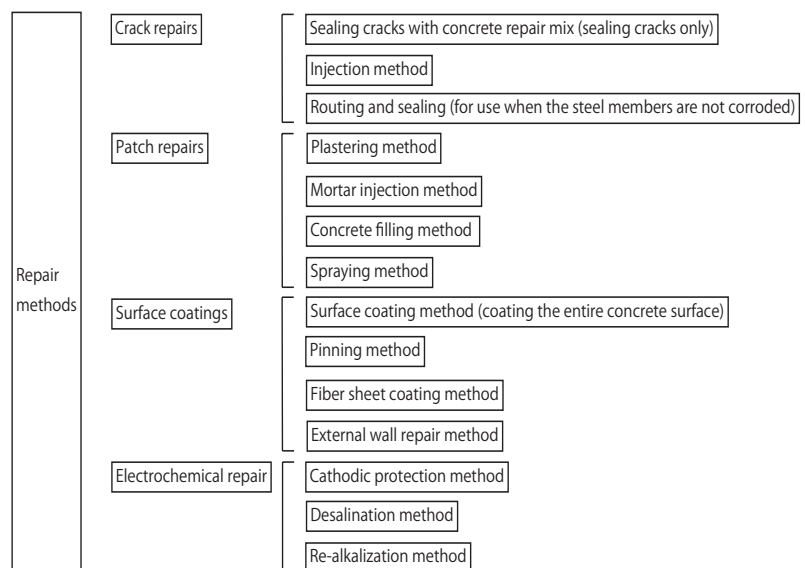 Repair
methods
Crack repairs
Sealing cracks with concrete repair mix (sealing cracks only)
Injection method
Routing and sealing (for use when the steel members are not corroded)
Patch repairs
Plastering method
Mortar injection method
Concrete filling method
Spraying method
Surface coatings
Surface coating method (coating the entire concrete surface)
Pinning method
Fiber sheet coating method
External wall repair method
Electrochemical repair
Cathodic protection method
Desalination method
Re-alkalization method